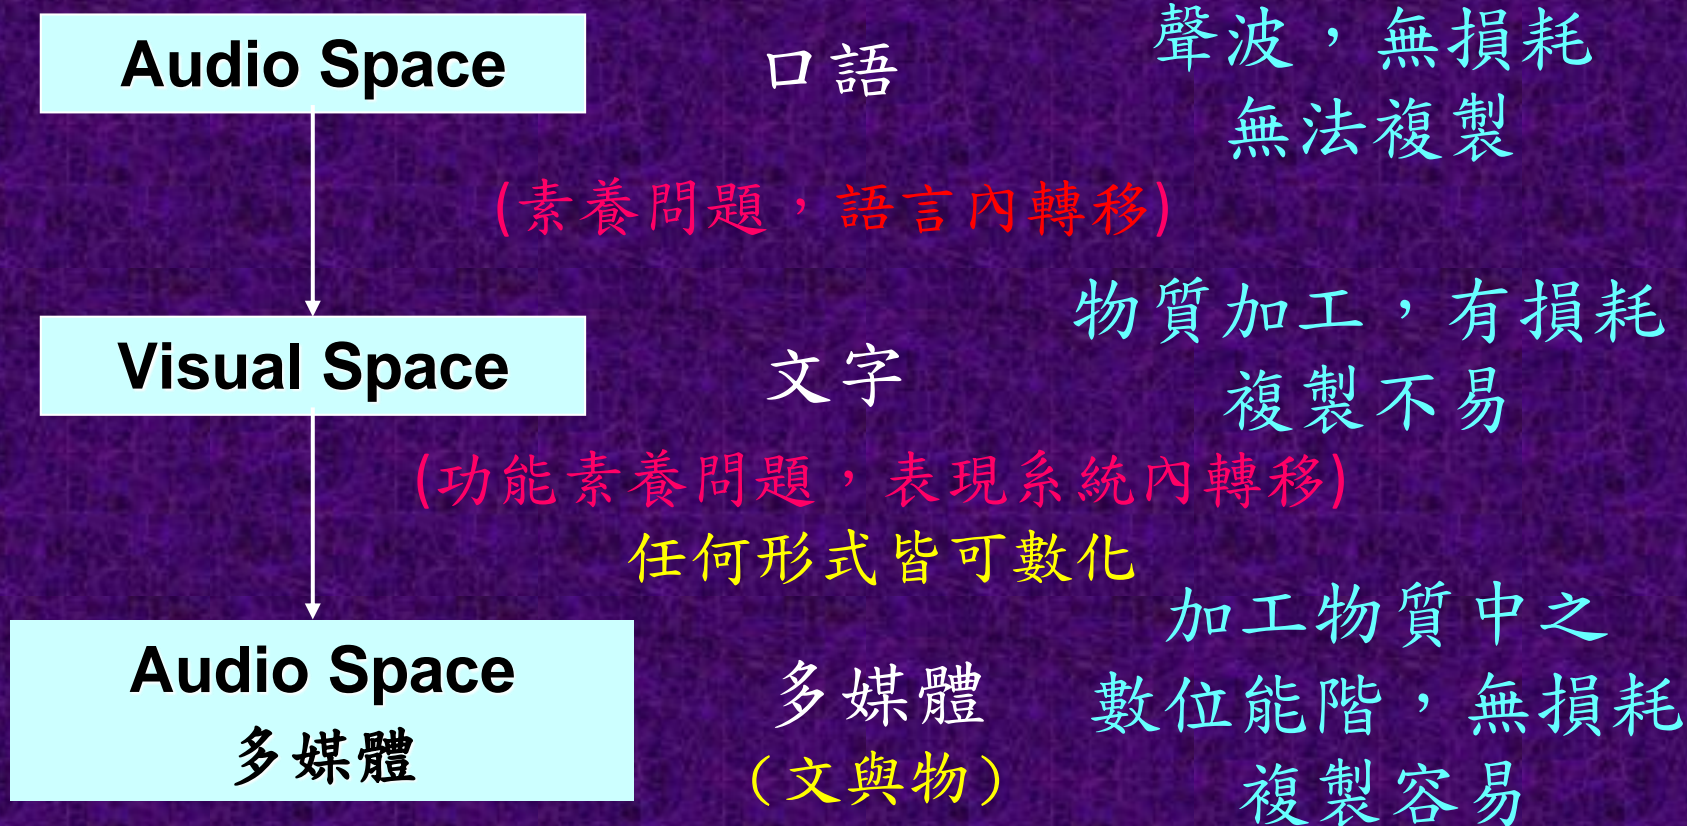 Audio Space
口語
聲波，無損耗
無法複製
(素養問題，語言內轉移)
Visual Space
文字
物質加工，有損耗
複製不易
(功能素養問題，表現系統內轉移)
任何形式皆可數化
Audio Space
多媒體
多媒體
（文與物）
加工物質中之
數位能階，無損耗
複製容易